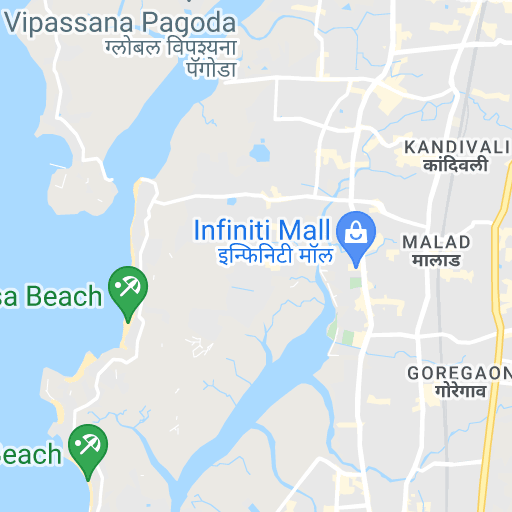 Vipassana Pagoda
ग्लोबल विपश्यना
पॅगोडा
KANDIVALI
कांदिवली
Infiniti Mall
इन्फिनिटी मॉल
MALAD
मालाड
sa Beach
GOREGAON
गोरेगाव
Beach